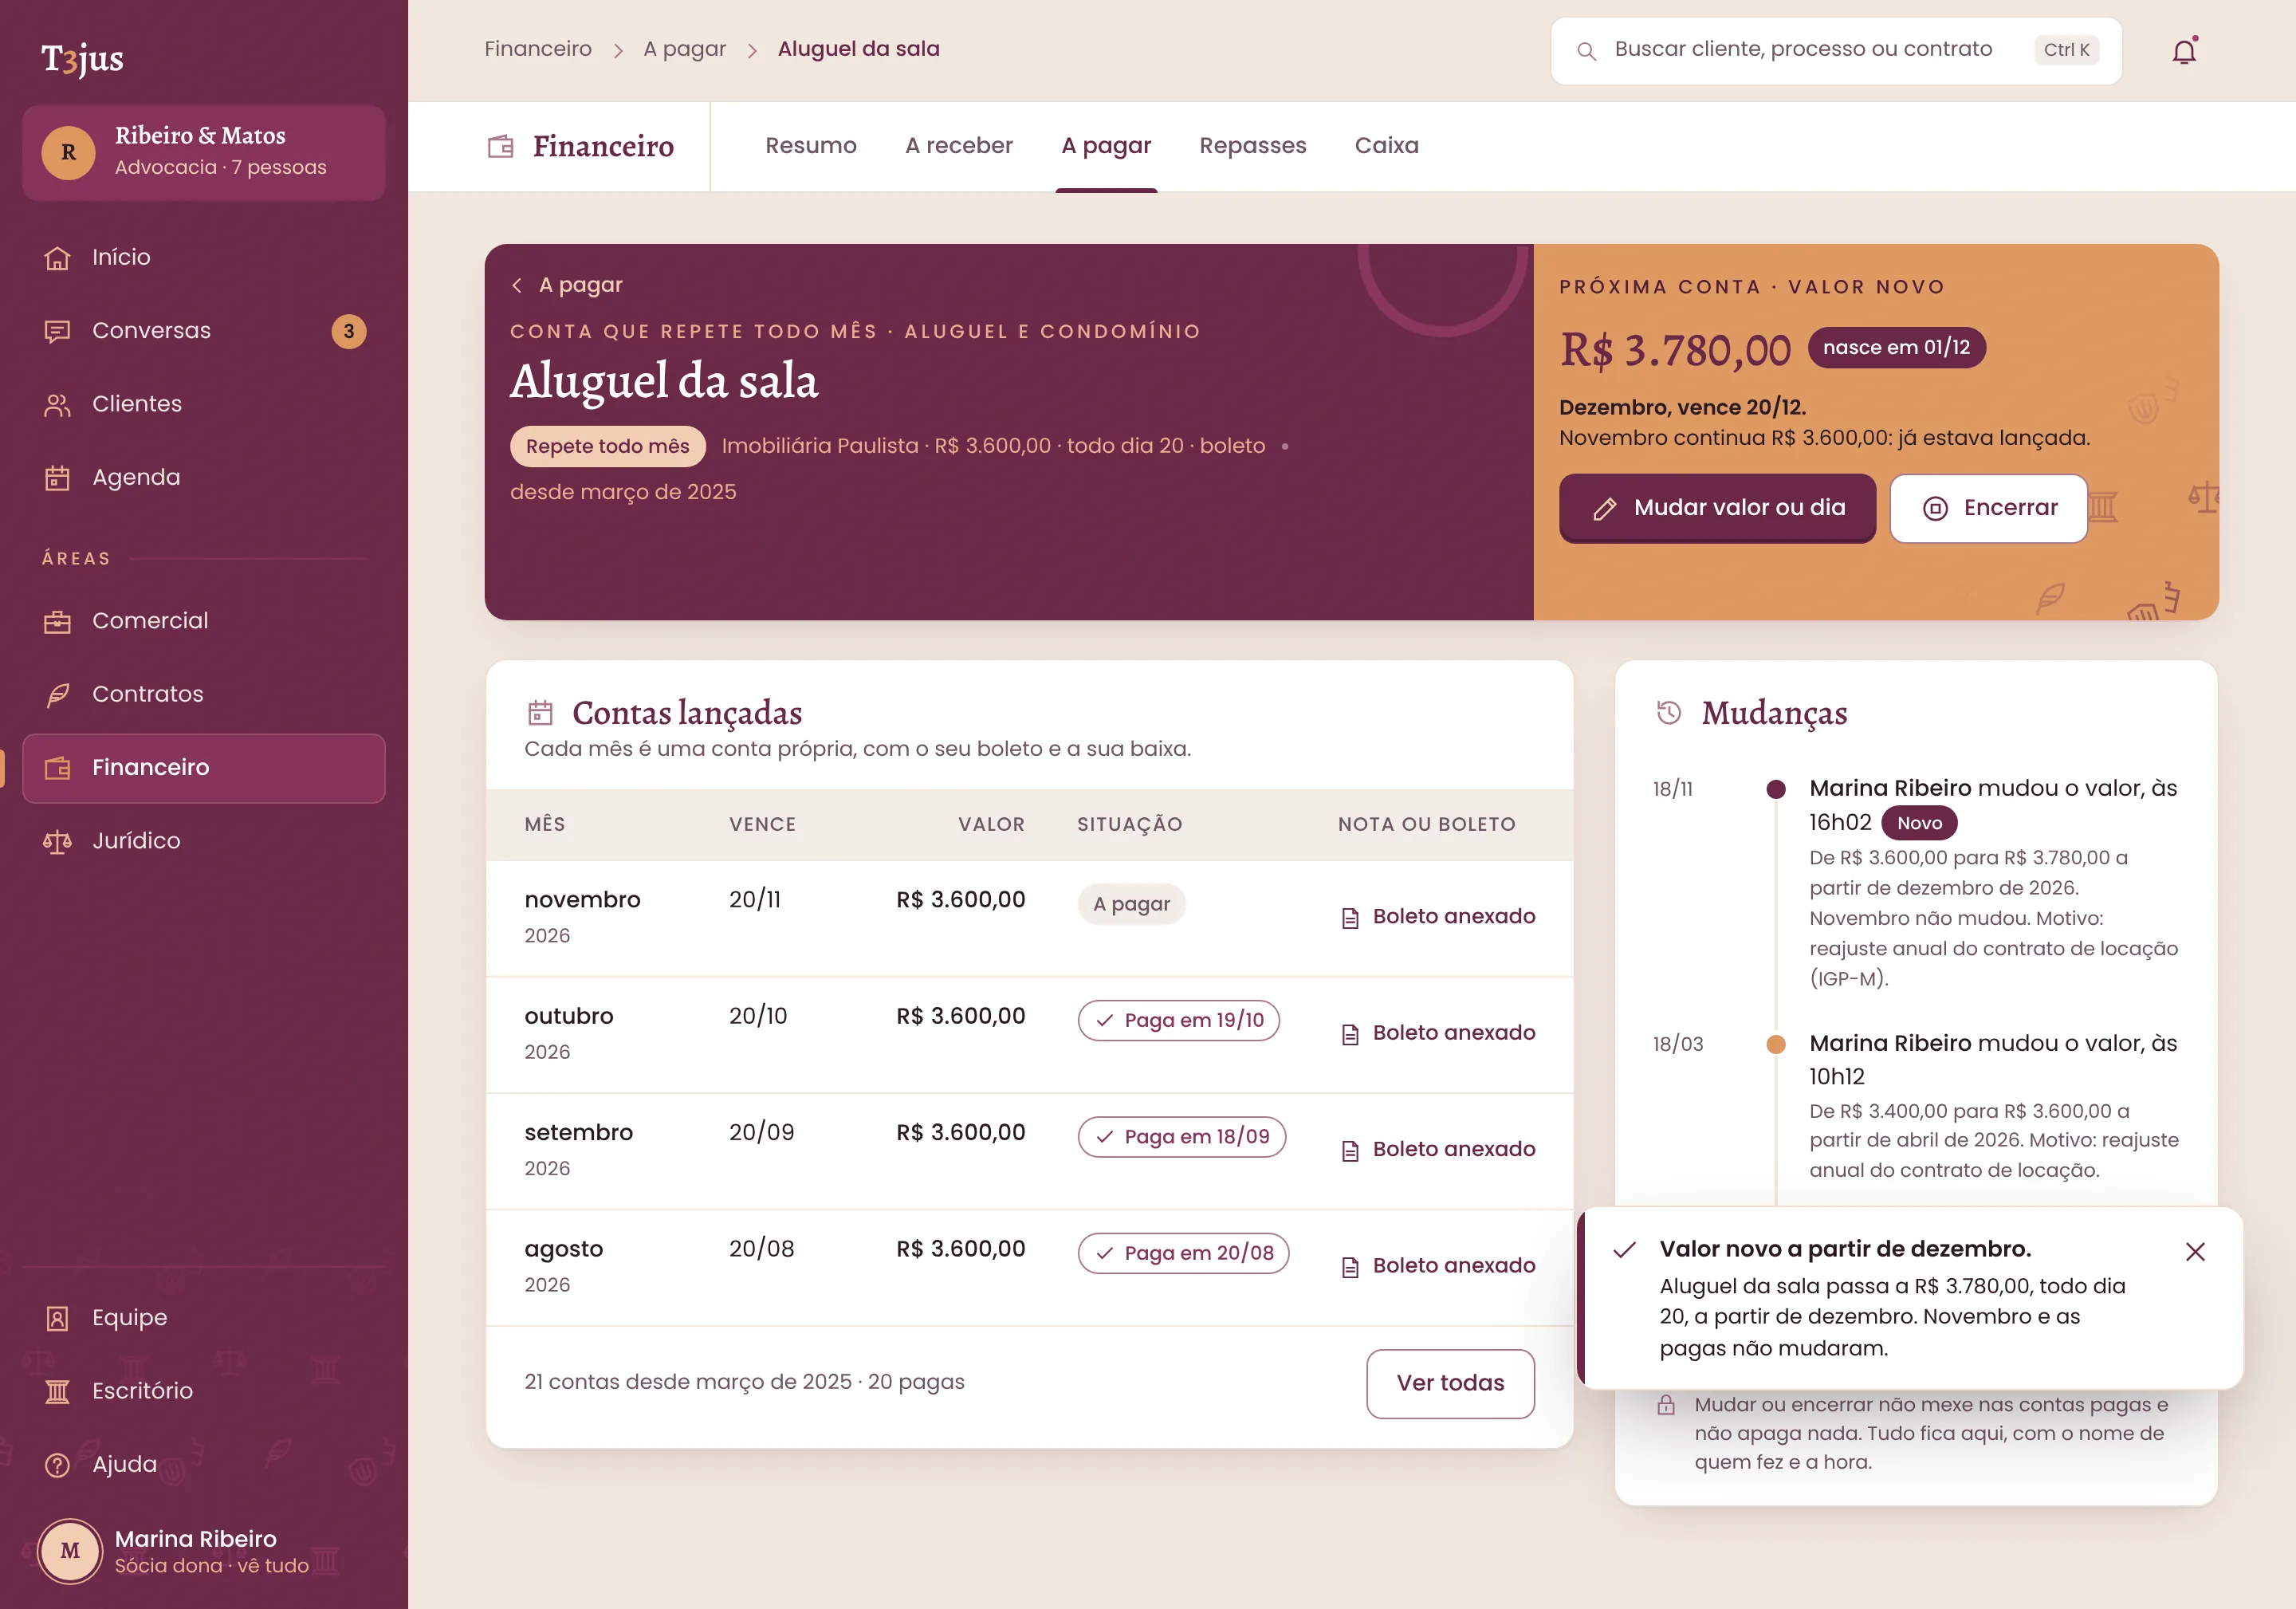 T3jus
R
Ribeiro & Matos
Advocacia · 7 pessoas
Início
Conversas
3
Clientes
Agenda
ÁREAS
Comercial
Contratos
Financeiro
Jurídico
Equipe
Escritório
Ajuda
M
Marina Ribeiro
Sócia dona · vê tudo
Financeiro > A pagar > Aluguel da sala
Buscar cliente, processo ou contrato
Ctrl K
Financeiro
Resumo
A receber
A pagar
Repasses
Caixa
A pagar
CONTA QUE REPETE TODO MÊS · ALUGUEL E CONDOMÍNIO
Aluguel da sala
Repete todo mês
Imobiliária Paulista · R$ 3.600,00 · todo dia 20 · boleto •
desde março de 2025
PRÓXIMA CONTA · VALOR NOVO
R$ 3.780,00
nasce em 01/12
Dezembro, vence 20/12.
Novembro continua R$ 3.600,00: já estava lançada.
Mudar valor ou dia
Encerrar
Contas lançadas
Cada mês é uma conta própria, com o seu boleto e a sua baixa.
MÊS VENCE VALOR SITUAÇÃO NOTA OU BOLETO
novembro 20/11 R$ 3.600,00 A pagar Boleto anexado
2026
outubro 20/10 R$ 3.600,00 Paga em 19/10 Boleto anexado
2026
setembro 20/09 R$ 3.600,00 Paga em 18/09 Boleto anexado
2026
agosto 20/08 R$ 3.600,00 Paga em 20/08 Boleto anexado
2026
21 contas desde março de 2025 · 20 pagas
Ver todas
Mudanças
18/11
Marina Ribeiro mudou o valor, às
16h02 Novo
De R$ 3.600,00 para R$ 3.780,00 a
partir de dezembro de 2026.
Novembro não mudou. Motivo:
reajuste anual do contrato de locação
(IGP-M).
18/03
Marina Ribeiro mudou o valor, às
10h12
De R$ 3.400,00 para R$ 3.600,00 a
partir de abril de 2026. Motivo: reajuste
anual do contrato de locação.
Valor novo a partir de dezembro.
Aluguel da sala passa a R$ 3.780,00, todo dia
20, a partir de dezembro. Novembro e as
pagas não mudaram.
Mudar ou encerrar não mexe nas contas pagas e
não apaga nada. Tudo fica aqui, com o nome de
quem fez e a hora.